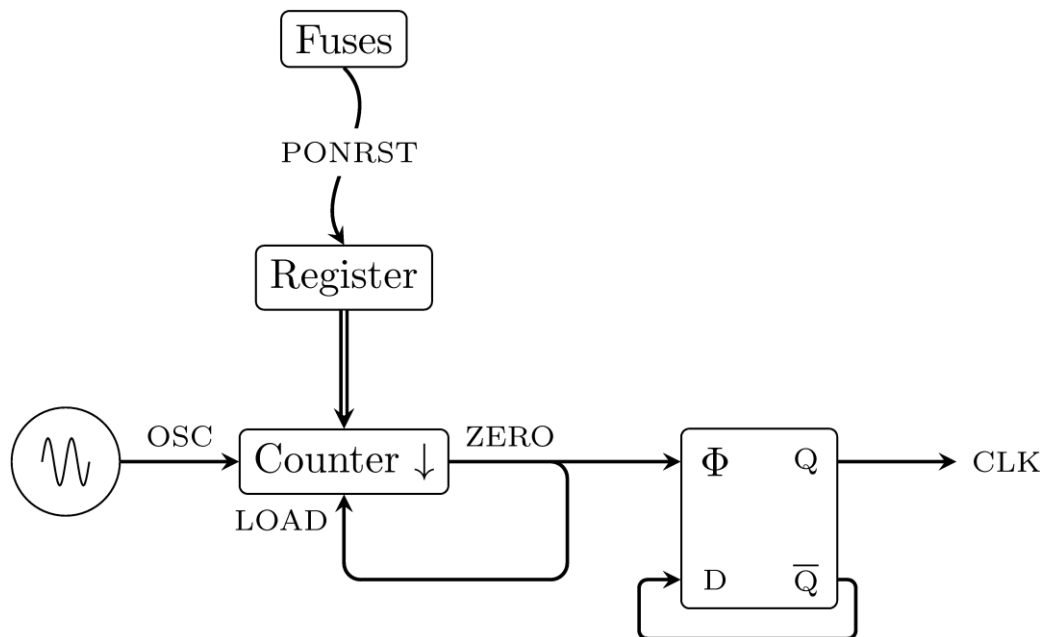 Fuses
PONRST
Register
OSC
Counter ↓
ZERO
LOAD
Φ
Q
CLK
D
Q̅